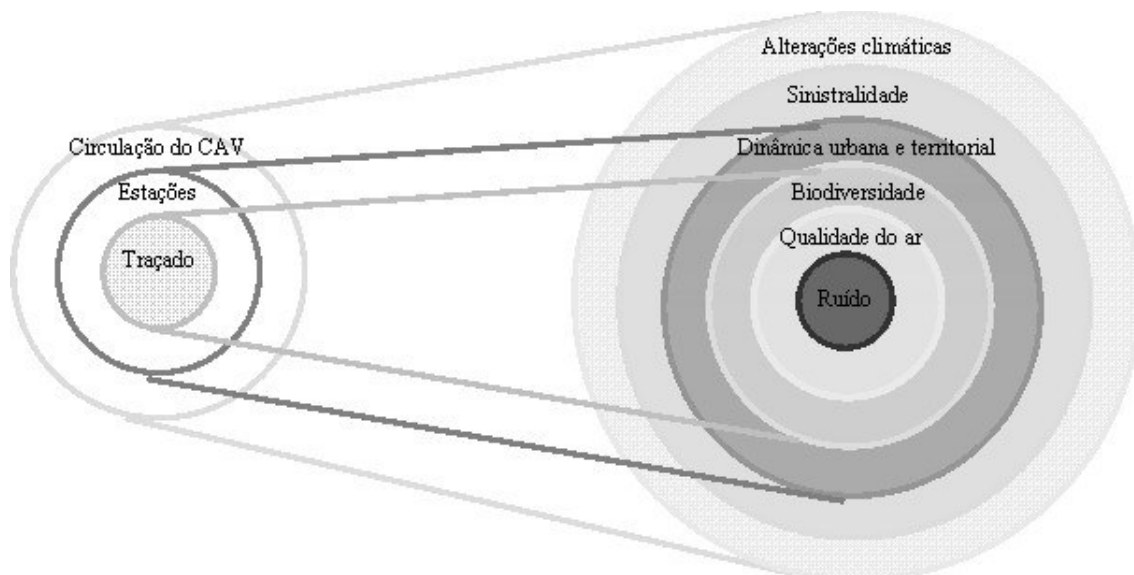 Circulação do CAV
Estações
Traçado
Alterações climáticas
Sinistralidade
Dinâmica urbana e territorial
Biodiversidade
Qualidade do ar
Ruído